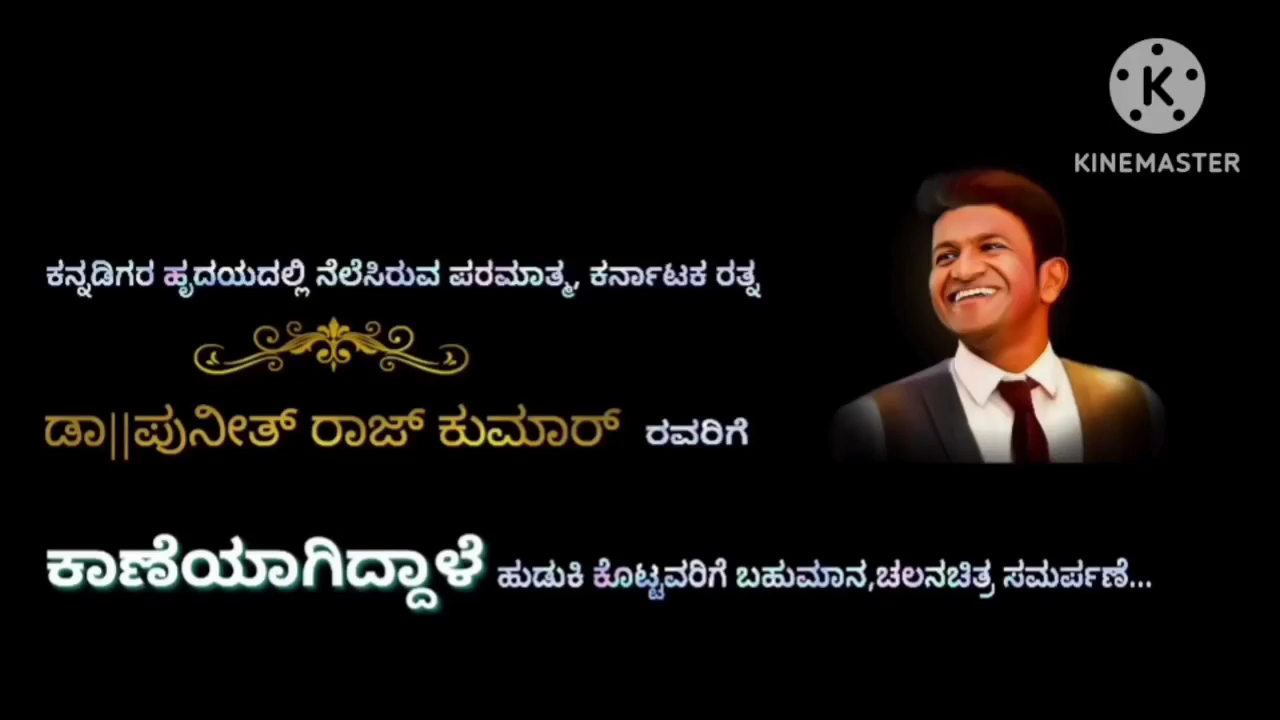 KINEMASTER
ಕನ್ನಡಿಗರ ಹೃದಯದಲ್ಲಿ ನೆಲೆಸಿರುವ ಪರಮಾತ್ಮ, ಕರ್ನಾಟಕ ರತ್ನ
ಡಾ||ಪುನೀತ್ ರಾಜ್ ಕುಮಾರ್ ರವರಿಗೆ
ಕಾಣೆಯಾಗಿದ್ದಾಳೆ ಹುಡುಕಿ ಕೊಟ್ಟವರಿಗೆ ಬಹುಮಾನ,ಚಲನಚಿತ್ರ ಸಮರ್ಪಣೆ...